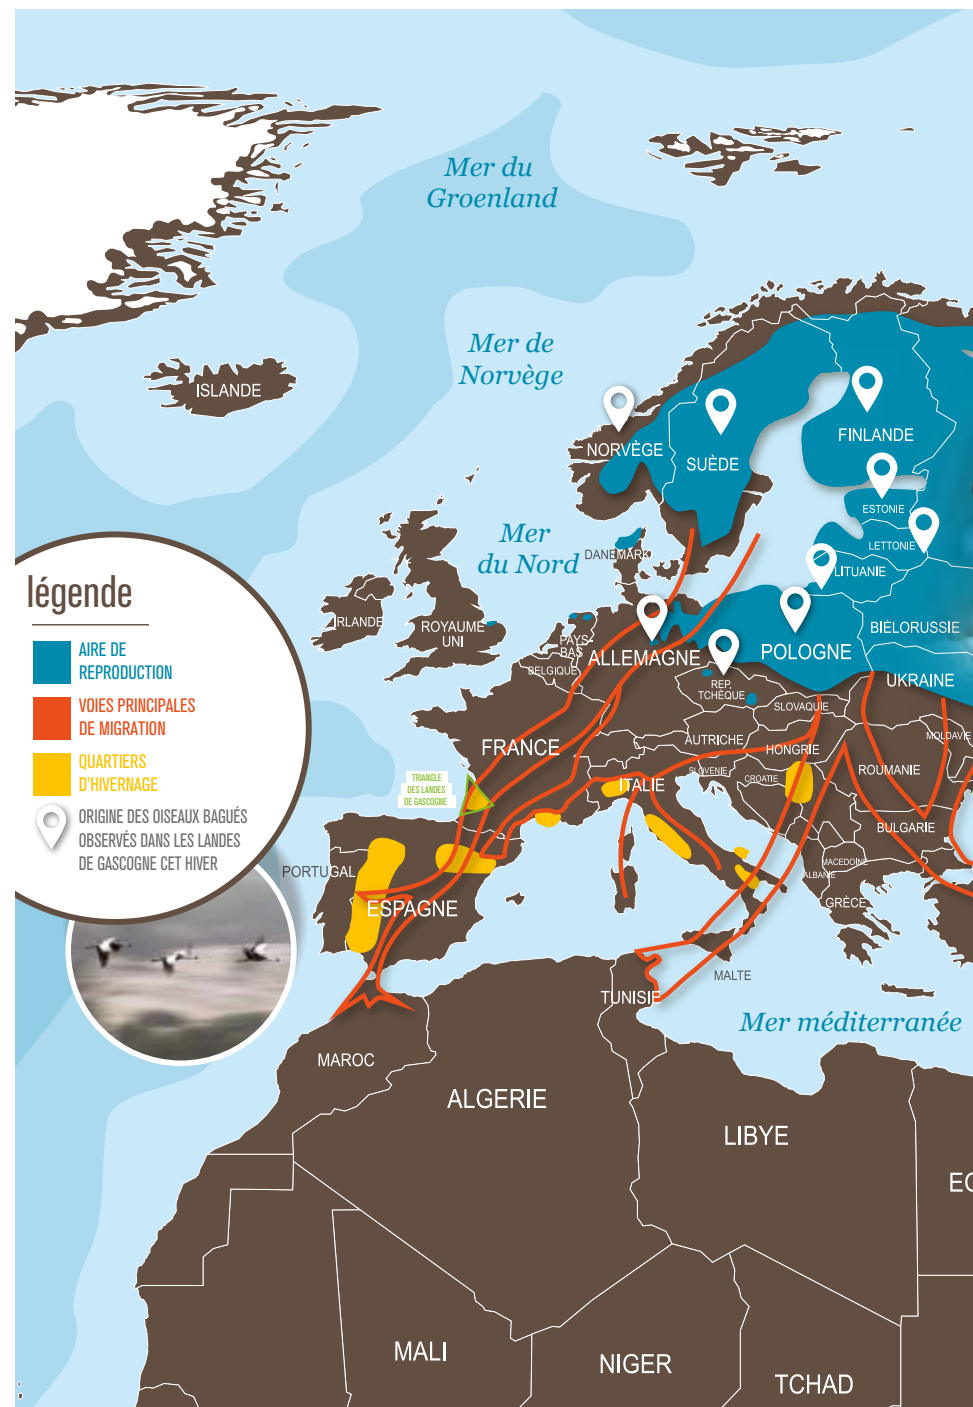 Mer du
Groenland
Mer de
Norvège
ISLANDE
NORVÈGE
SUÈDE
FINLANDE
ESTONIE
LETTONIE
LITUANIE
Mer
du Nord
DANEMARK
IRLANDE
ROYAUME
UNI
PAYS-
BAS
BELGIQUE
ALLEMAGNE
POLOGNE
BIÉLORUSSIE
UKRAINE
REP.
TCHÈQUE
SLOVAQUIE
MOLDAVIE
FRANCE
AUTRICHE
HONGRIE
SLOVENIE
CROATIE
ROUMANIE
ITALIE
BULGARIE
MACEDOINE
ALBANIE
GRÈCE
TRIANGLE
DES LANDES
DE GASCOGNE
PORTUGAL
ESPAGNE
MALTE
TUNISIE
Mer méditerranée
MAROC
ALGERIE
LIBYE
EG
MALI
NIGER
TCHAD
légende
AIRE DE
REPRODUCTION
VOIES PRINCIPALES
DE MIGRATION
QUARTIERS
D'HIVERNAGE
ORIGINE DES OISEAUX BAGUÉS
OBSERVÉS DANS LES LANDES
DE GASCOGNE CET HIVER